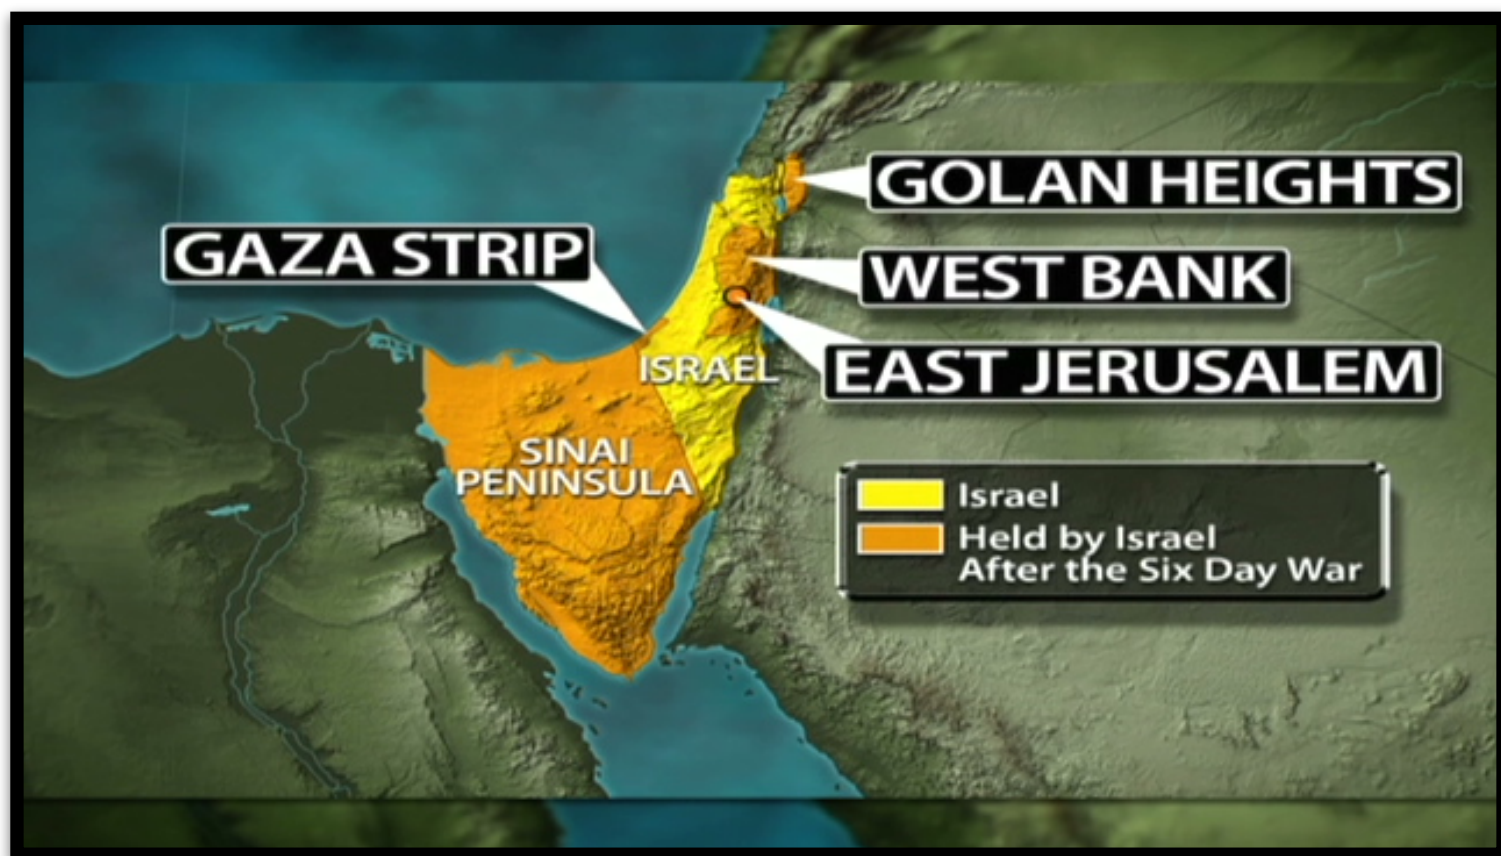 GOLAN HEIGHTS
GAZA STRIP
WEST BANK
EAST JERUSALEM
ISRAEL
SINAI
PENINSULA
Israel
Held by Israel
After the Six Day War